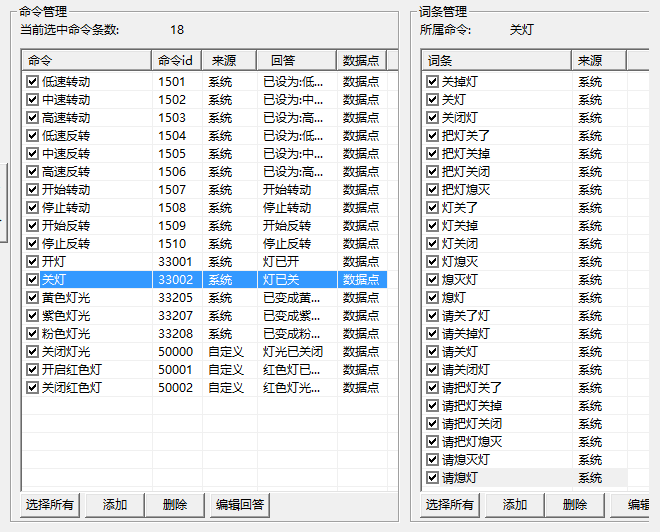 命令管理
当前选中命令条数: 18
命令 命令id 来源 回答 数据点
低速转动 1501 系统 已设为:低... 数据点
中速转动 1502 系统 已设为:中... 数据点
高速转动 1503 系统 已设为:高... 数据点
低速反转 1504 系统 已设为:低... 数据点
中速反转 1505 系统 已设为:中... 数据点
高速反转 1506 系统 已设为:高... 数据点
开始转动 1507 系统 开始转动 数据点
停止转动 1508 系统 停止转动 数据点
开始反转 1509 系统 开始反转 数据点
停止反转 1510 系统 停止反转 数据点
开灯 33001 系统 灯已开 数据点
关灯 33002 系统 灯已关 数据点
黄色灯光 33205 系统 已变成黄... 数据点
紫色灯光 33207 系统 已变成紫... 数据点
粉色灯光 33208 系统 已变成粉... 数据点
关闭灯光 50000 自定义 灯光已关闭 数据点
开启红色灯 50001 自定义 红色灯已... 数据点
关闭红色灯 50002 自定义 红色灯光... 数据点
选择所有 添加 删除 编辑回答
词条管理
所属命令: 关灯
词条 来源
关掉灯 系统
关灯 系统
关闭灯 系统
把灯关了 系统
把灯关掉 系统
把灯关闭 系统
把灯熄灭 系统
灯关了 系统
灯关掉 系统
灯关闭 系统
灯熄灭 系统
熄灭灯 系统
熄灯 系统
请关了灯 系统
请关掉灯 系统
请关灯 系统
请关闭灯 系统
请把灯关了 系统
请把灯关掉 系统
请把灯关闭 系统
请把灯熄灭 系统
请熄灭灯 系统
请熄灯 系统
选择所有 添加 删除 编辑